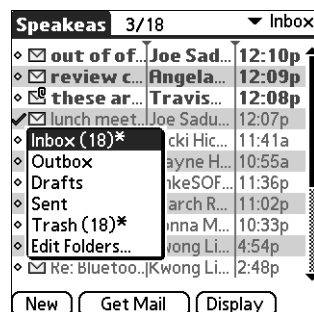 Speakeas 3/18 Inbox
out of of... Joe Sad... 12:10p
review c... Angela... 12:09p
these ar... Travis... 12:08p
lunch meet... Joe Sadu... 12:07p
Inbox (18)* cki Hic... 11:41a
Outbox ayne H... 10:55a
Drafts nkeSOF... 11:36p
Sent arch R... 11:02p
Trash (18)* onna M... 10:33p
Edit Folders... wong Li... 4:54p
Re: Bluetoo.. Kwong Li... 2:48p
New Get Mail Display